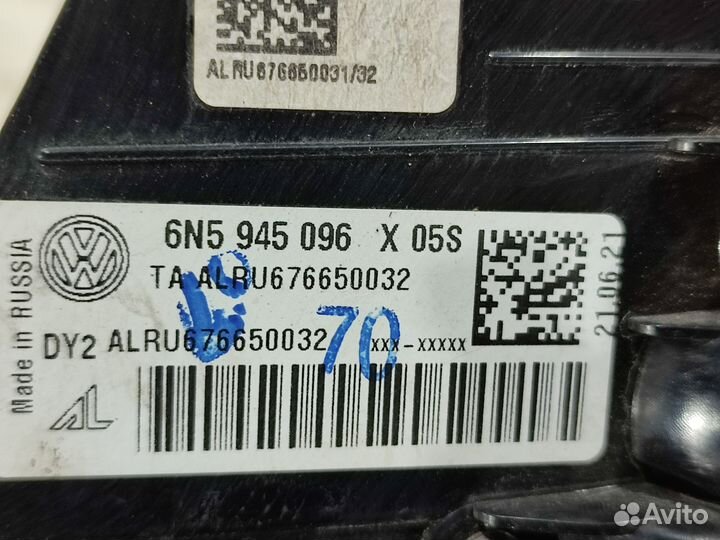 ALRU676650031/32
Made in RUSSIA
6N5 945 096 X 05S
TA ALRU676650032
21.06.21
DY2 ALRU676650032 XXX-XXXXX
70
AL
Avito